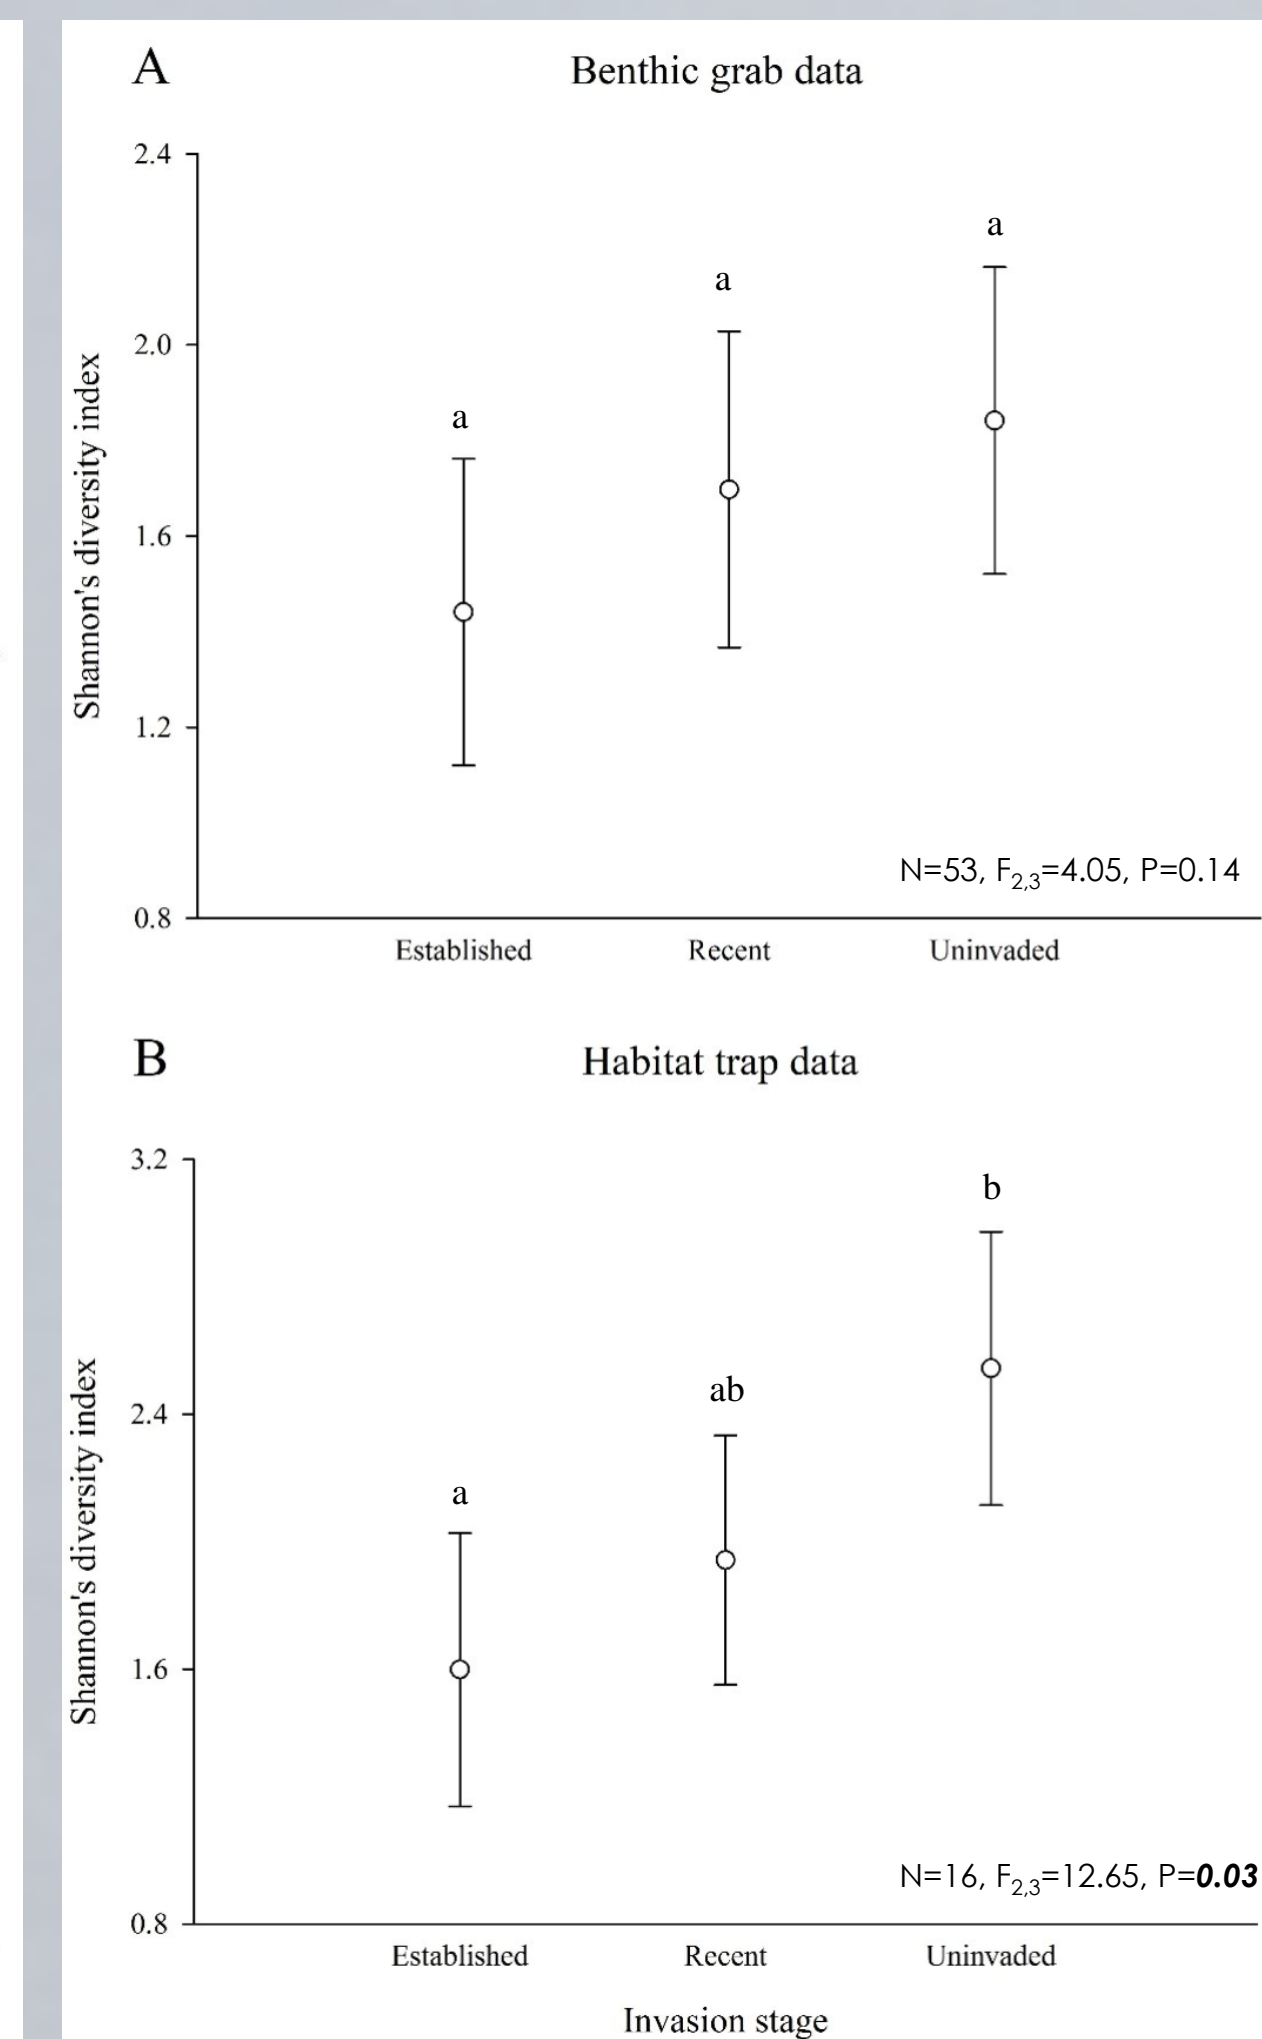 A
Benthic grab data
2.4
2.0
1.6
1.2
0.8
Shannon's diversity index
a
a
a
N=53, F2,3=4.05, P=0.14
Established Recent Uninvaded
B
Habitat trap data
3.2
2.4
1.6
0.8
Shannon's diversity index
a
ab
b
N=16, F2,3=12.65, P=0.03
Established Recent Uninvaded
Invasion stage